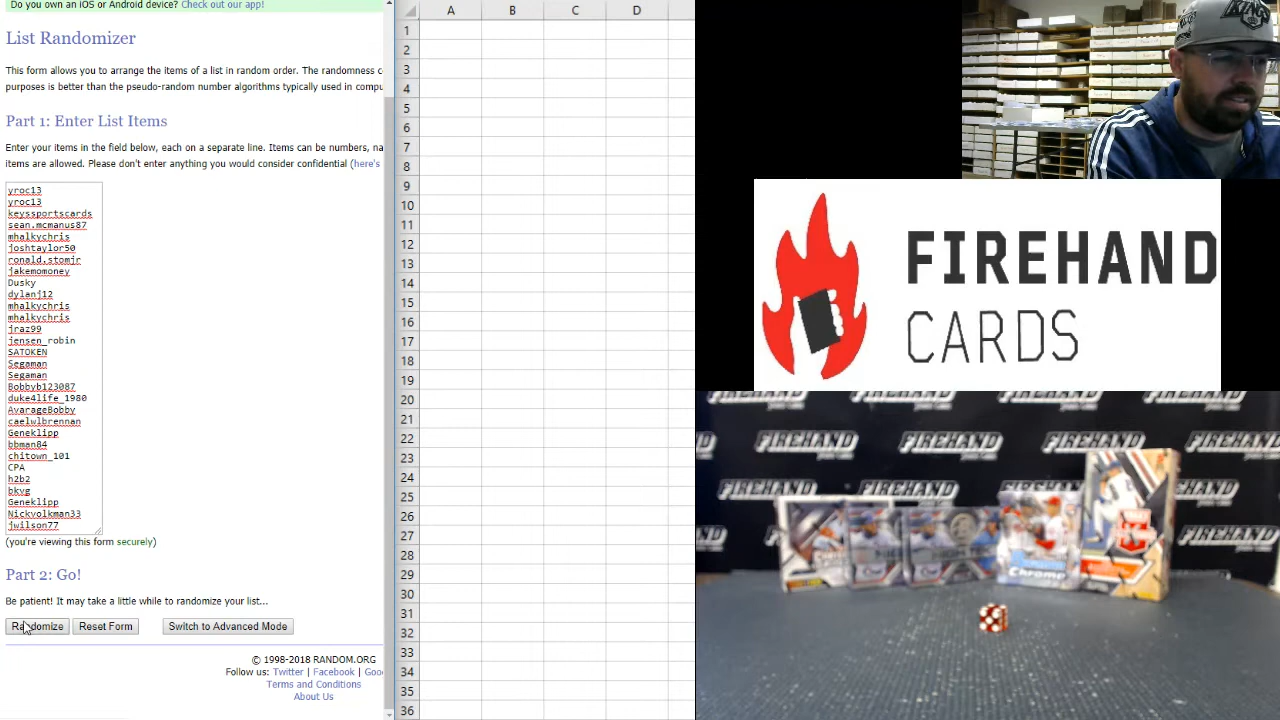 Do you own an iOS or Android device? Check out our app!
List Randomizer
This form allows you to arrange the items of a list in random order. The randomness c
purposes is better than the pseudo-random number algorithms typically used in compu
Part 1: Enter List Items
Enter your items in the field below, each on a separate line. Items can be numbers, na
items are allowed. Please don't enter anything you would consider confidential (here's
yroc13
yroc13
keyssportscards
sean.mcmanus87
mhalkychris
joshtaylor50
ronald.stomjr
jakemomoney
Dusky
dylanj12
mhalkychris
mhalkychris
jraz99
jensen_robin
SATOKEN
Segaman
Segaman
Bobbyb123087
duke4life_1980
AvarageBobby
caelwlbrennan
Geneklipp
bbman84
chitown_101
CPA
h2b2
bkyg
Geneklipp
Nickvolkman33
jwilson77
(you're viewing this form securely)
Part 2: Go!
Be patient! It may take a little while to randomize your list...
Randomize Reset Form Switch to Advanced Mode
© 1998-2018 RANDOM.ORG
Follow us: Twitter | Facebook | Goo
Terms and Conditions
About Us
A B C D
1
2
3
4
5
6
7
8
9
10
11
12
13
14
15
16
17
18
19
20
21
22
23
24
25
26
27
28
29
30
31
32
33
34
35
36
KINGS
FIREHAND
CARDS
FIREHAND
FIREHAND
FIREHAND
FIREHAND
Chrome